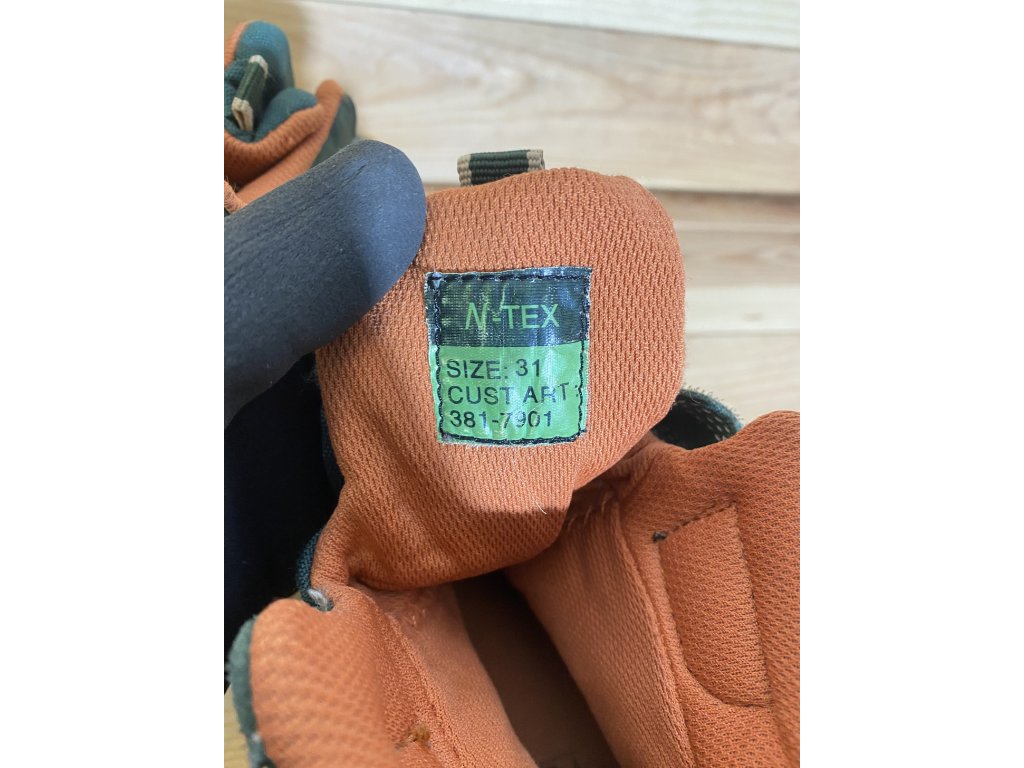 N-TEX
SIZE: 31
CUST ART:
381-7901